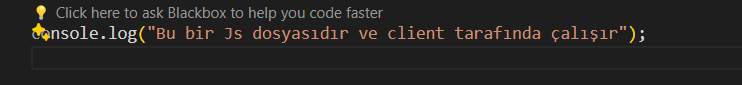 Click here to ask Blackbox to help you code faster
console.log("Bu bir Js dosyasıdır ve client tarafında çalışır");